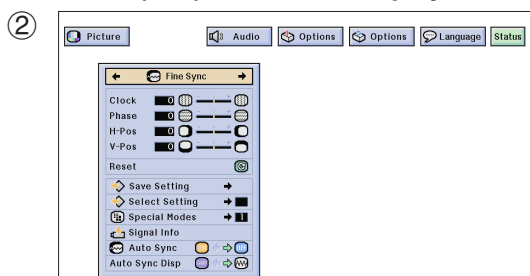 ②
Picture Audio Options Options Language Status
Fine Sync
Clock 0
Phase 0
H-Pos 0
V-Pos 0
Reset
Save Setting
Select Setting
Special Modes 1
Signal Info
Auto Sync
Auto Sync Disp